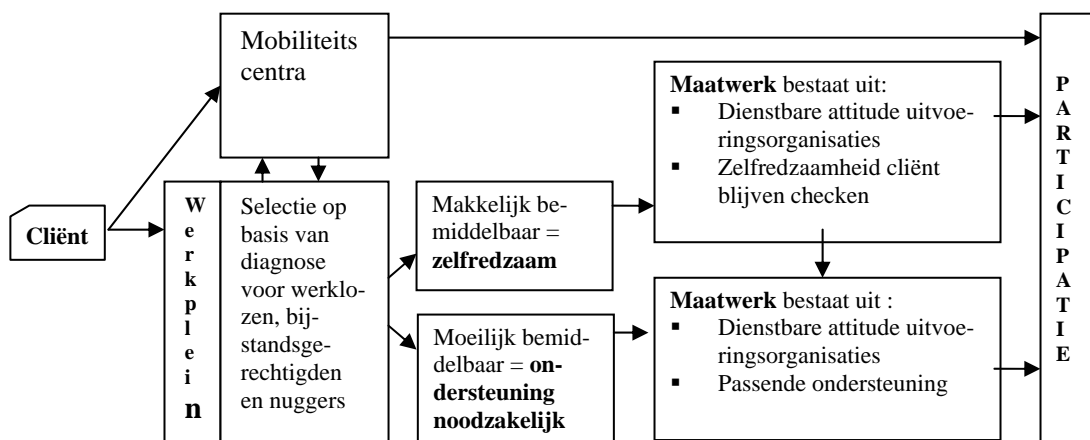 Mobiliteits
centra
Cliënt
Werkplein
Selectie op
basis van
diagnose
voor werklo-
zen, bij-
standsge-
rechtigden
en nuggers
Makkelijk be-
middelbaar =
zelfredzaam
Moeilijk bemid-
delbaar = on-
dersteuning
noodzakelijk
Maatwerk bestaat uit:
▪ Dienstbare attitude uitvoe-
ringsorganisaties
▪ Zelfredzaamheid cliënt
blijven checken
Maatwerk bestaat uit :
▪ Dienstbare attitude uitvoe-
ringsorganisaties
▪ Passende ondersteuning
PARTICIPATIE